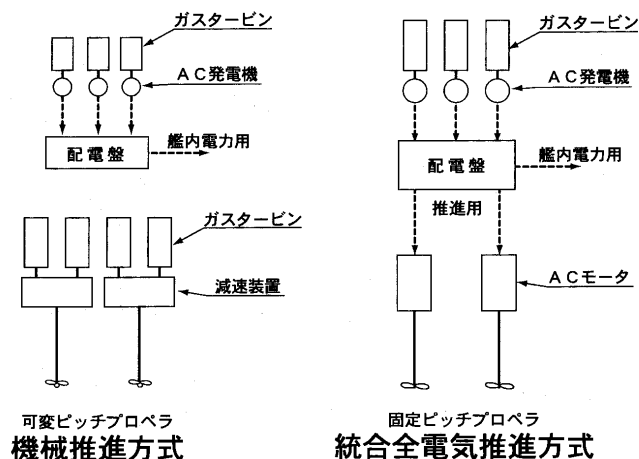 ガスタービン
AC発電機
配電盤
艦内電力用
ガスタービン
減速装置
可変ピッチプロペラ
機械推進方式
ガスタービン
AC発電機
配電盤
艦内電力用
推進用
ACモータ
固定ピッチプロペラ
統合全電気推進方式